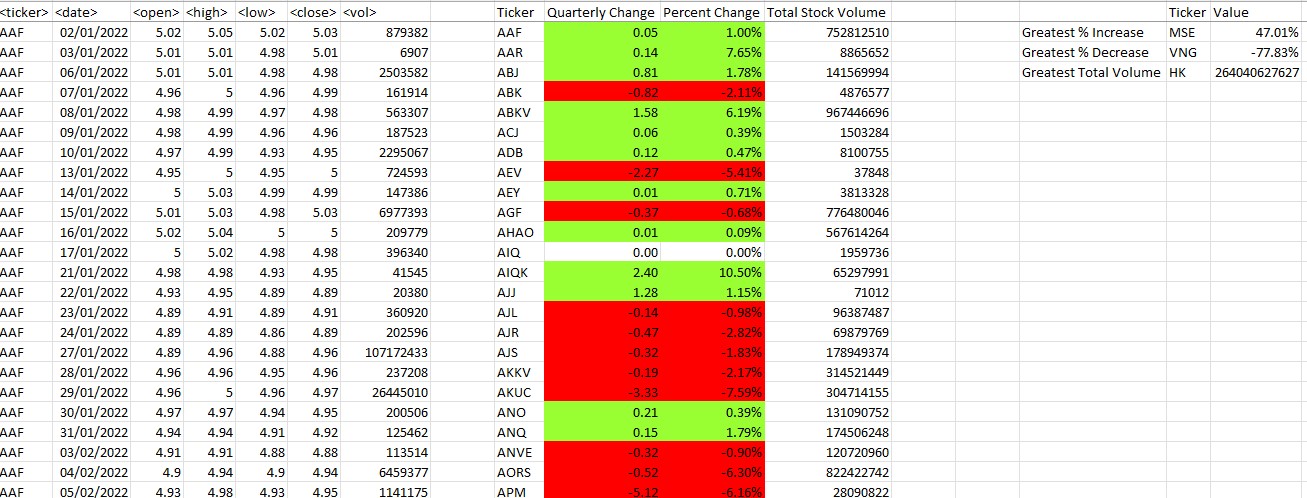 <ticker> <date> <open> <high> <low> <close> <vol> Ticker Quarterly Change Percent Change Total Stock Volume Ticker Value
AAF 02/01/2022 5.02 5.05 5.02 5.03 879382 AAF 0.05 1.00% 752812510 Greatest % Increase MSE 47.01%
AAF 03/01/2022 5.01 5.01 4.98 5.01 6907 AAR 0.14 7.65% 8865652 Greatest % Decrease VNG -77.83%
AAF 06/01/2022 5.01 5.01 4.98 4.98 2503582 ABJ 0.81 1.78% 141569994 Greatest Total Volume HK 264040627627
AAF 07/01/2022 4.96 5 4.96 4.99 161914 ABK -0.82 -2.11% 4876577
AAF 08/01/2022 4.98 4.99 4.97 4.98 563307 ABKV 1.58 6.19% 967446696
AAF 09/01/2022 4.98 4.99 4.96 4.96 187523 ACJ 0.06 0.39% 1503284
AAF 10/01/2022 4.97 4.99 4.93 4.95 2295067 ADB 0.12 0.47% 8100755
AAF 13/01/2022 4.95 5 4.95 5 724593 AEV -2.27 -5.41% 37848
AAF 14/01/2022 5 5.03 4.99 4.99 147386 AEY 0.01 0.71% 3813328
AAF 15/01/2022 5.01 5.03 4.98 5.03 6977393 AGF -0.37 -0.68% 776480046
AAF 16/01/2022 5.02 5.04 5 5 209779 AHAO 0.01 0.09% 567614264
AAF 17/01/2022 5 5.02 4.98 4.98 396340 AIQ 0.00 0.00% 1959736
AAF 21/01/2022 4.98 4.98 4.93 4.95 41545 AIQK 2.40 10.50% 65297991
AAF 22/01/2022 4.93 4.95 4.89 4.89 20380 AJJ 1.28 1.15% 71012
AAF 23/01/2022 4.89 4.91 4.89 4.91 360920 AJL -0.14 -0.98% 96387487
AAF 24/01/2022 4.89 4.89 4.86 4.89 202596 AJR -0.47 -2.82% 69879769
AAF 27/01/2022 4.89 4.96 4.88 4.96 107172433 AJS -0.32 -1.83% 178949374
AAF 28/01/2022 4.96 4.96 4.95 4.96 237208 AKKV -0.19 -2.17% 314521449
AAF 29/01/2022 4.96 5 4.96 4.97 26445010 AKUC -3.33 -7.59% 304714155
AAF 30/01/2022 4.97 4.97 4.94 4.95 200506 ANO 0.21 0.39% 131090752
AAF 31/01/2022 4.94 4.94 4.91 4.92 125462 ANQ 0.15 1.79% 174506248
AAF 03/02/2022 4.91 4.91 4.88 4.88 113514 ANVE -0.32 -0.90% 120720960
AAF 04/02/2022 4.9 4.94 4.9 4.94 6459377 AORS -0.52 -6.30% 822422742
AAF 05/02/2022 4.93 4.98 4.93 4.95 1141175 APM -5.12 -6.16% 28090822